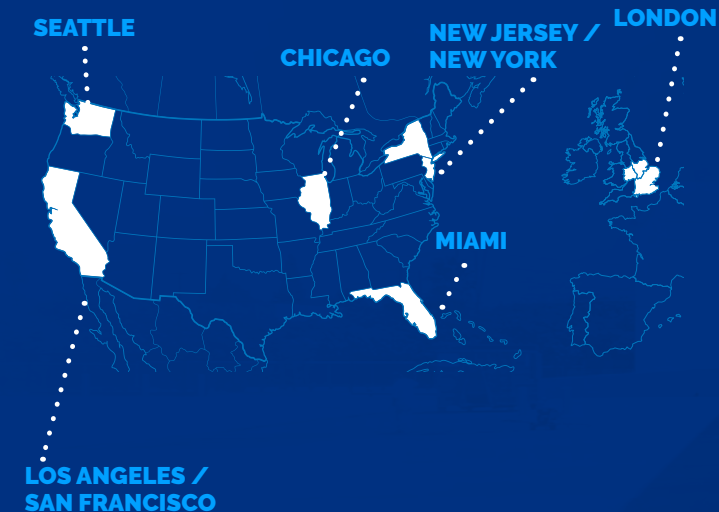 SEATTLE
CHICAGO
NEW JERSEY /
NEW YORK
LONDON
MIAMI
LOS ANGELES /
SAN FRANCISCO